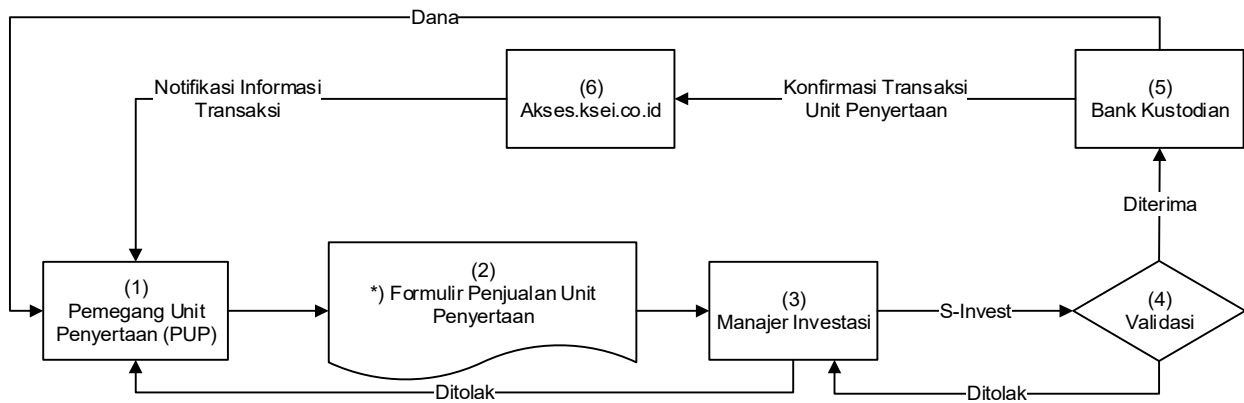 Dana
Notifikasi Informasi
Transaksi
(6)
Akses.ksei.co.id
Konfirmasi Transaksi
Unit Penyertaan
(5)
Bank Kustodian
Diterima
(1)
Pemegang Unit
Penyertaan (PUP)
(2)
*) Formulir Penjualan Unit
Penyertaan
(3)
Manajer Investasi
S-Invest
(4)
Validasi
Ditolak
Ditolak